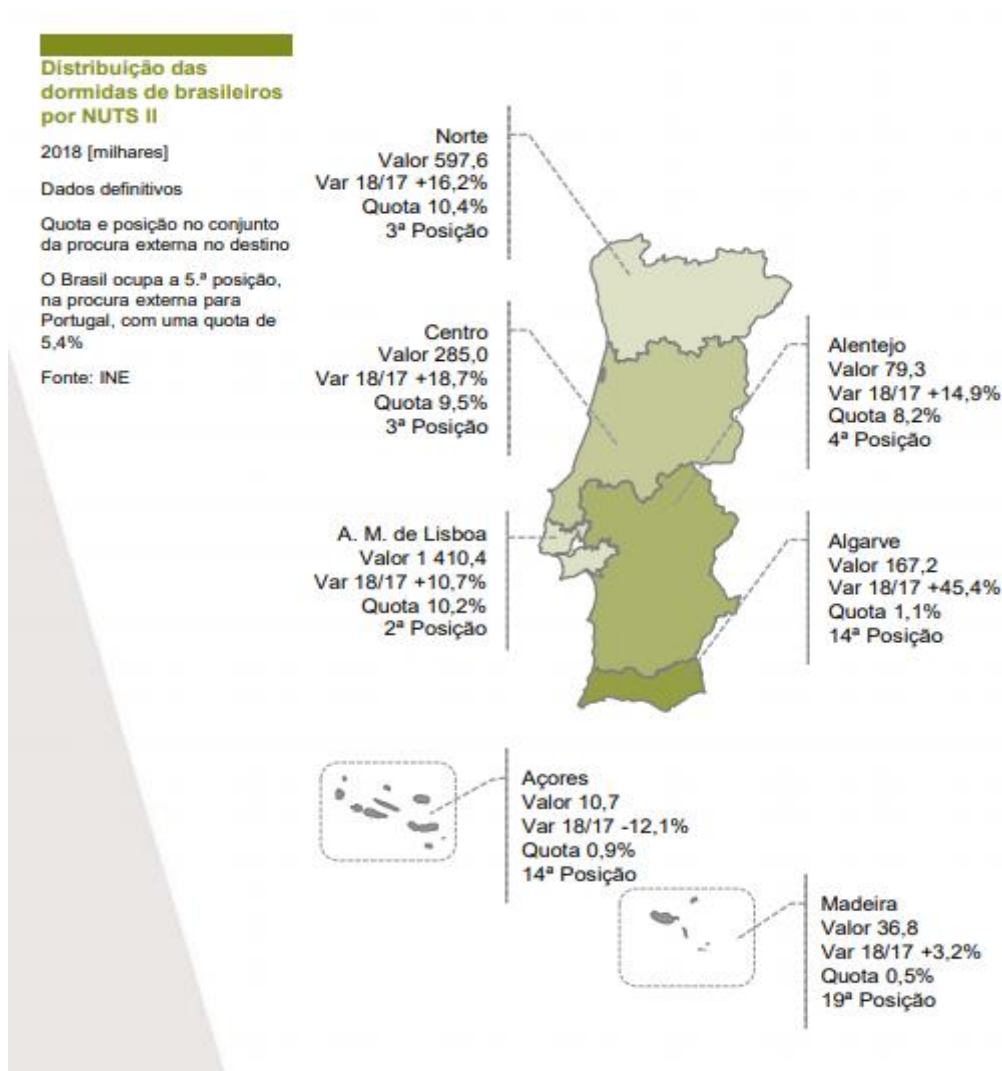 Distribuição das
dormidas de brasileiros
por NUTS II
2018 [milhares]
Dados definitivos
Quota e posição no conjunto
da procura externa no destino
O Brasil ocupa a 5.ª posição,
na procura externa para
Portugal, com uma quota de
5,4%
Fonte: INE
Norte
Valor 597,6
Var 18/17 +16,2%
Quota 10,4%
3ª Posição
Centro
Valor 285,0
Var 18/17 +18,7%
Quota 9,5%
3ª Posição
Alentejo
Valor 79,3
Var 18/17 +14,9%
Quota 8,2%
4ª Posição
A. M. de Lisboa
Valor 1 410,4
Var 18/17 +10,7%
Quota 10,2%
2ª Posição
Algarve
Valor 167,2
Var 18/17 +45,4%
Quota 1,1%
14ª Posição
Açores
Valor 10,7
Var 18/17 -12,1%
Quota 0,9%
14ª Posição
Madeira
Valor 36,8
Var 18/17 +3,2%
Quota 0,5%
19ª Posição